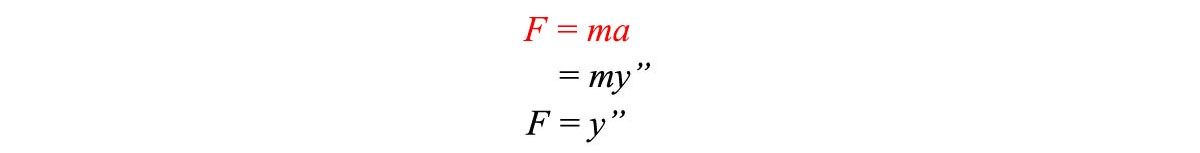 F = ma
= my”
F = y”